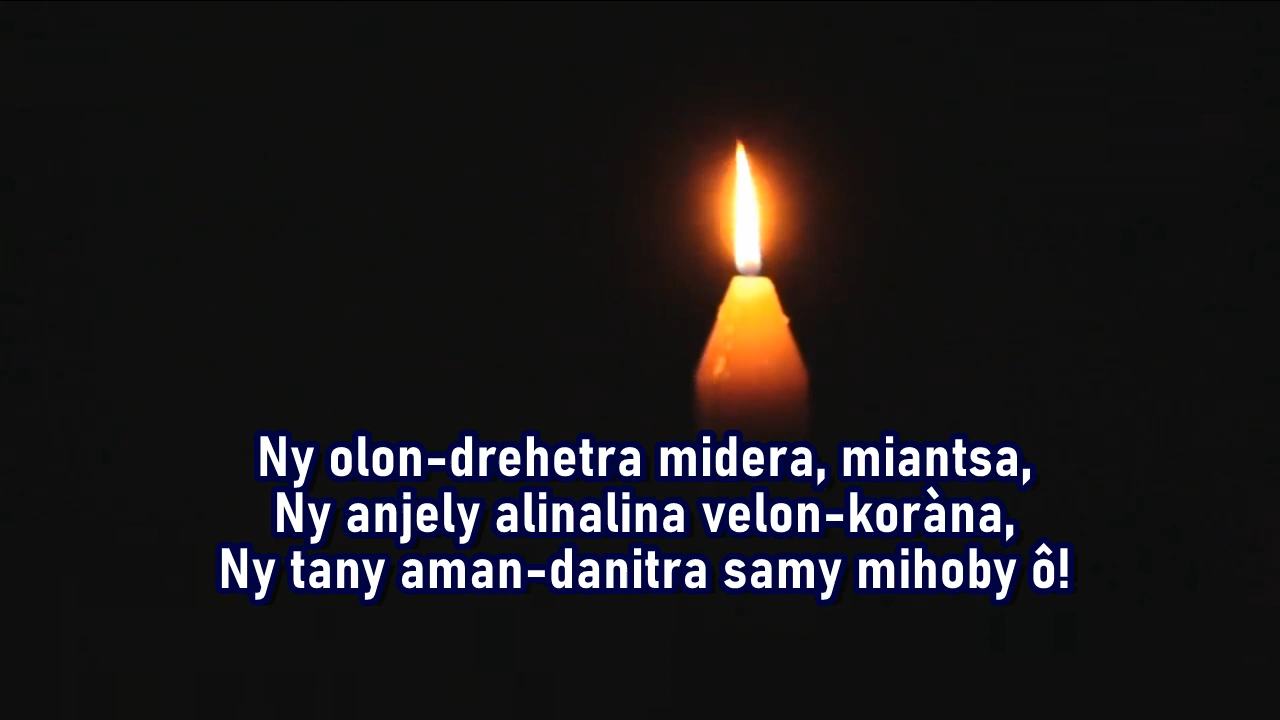 Ny olon-drehetra midera, miantsa,
Ny anjely alinalina velon-koràna,
Ny tany aman-danitra samy mihoby ô!